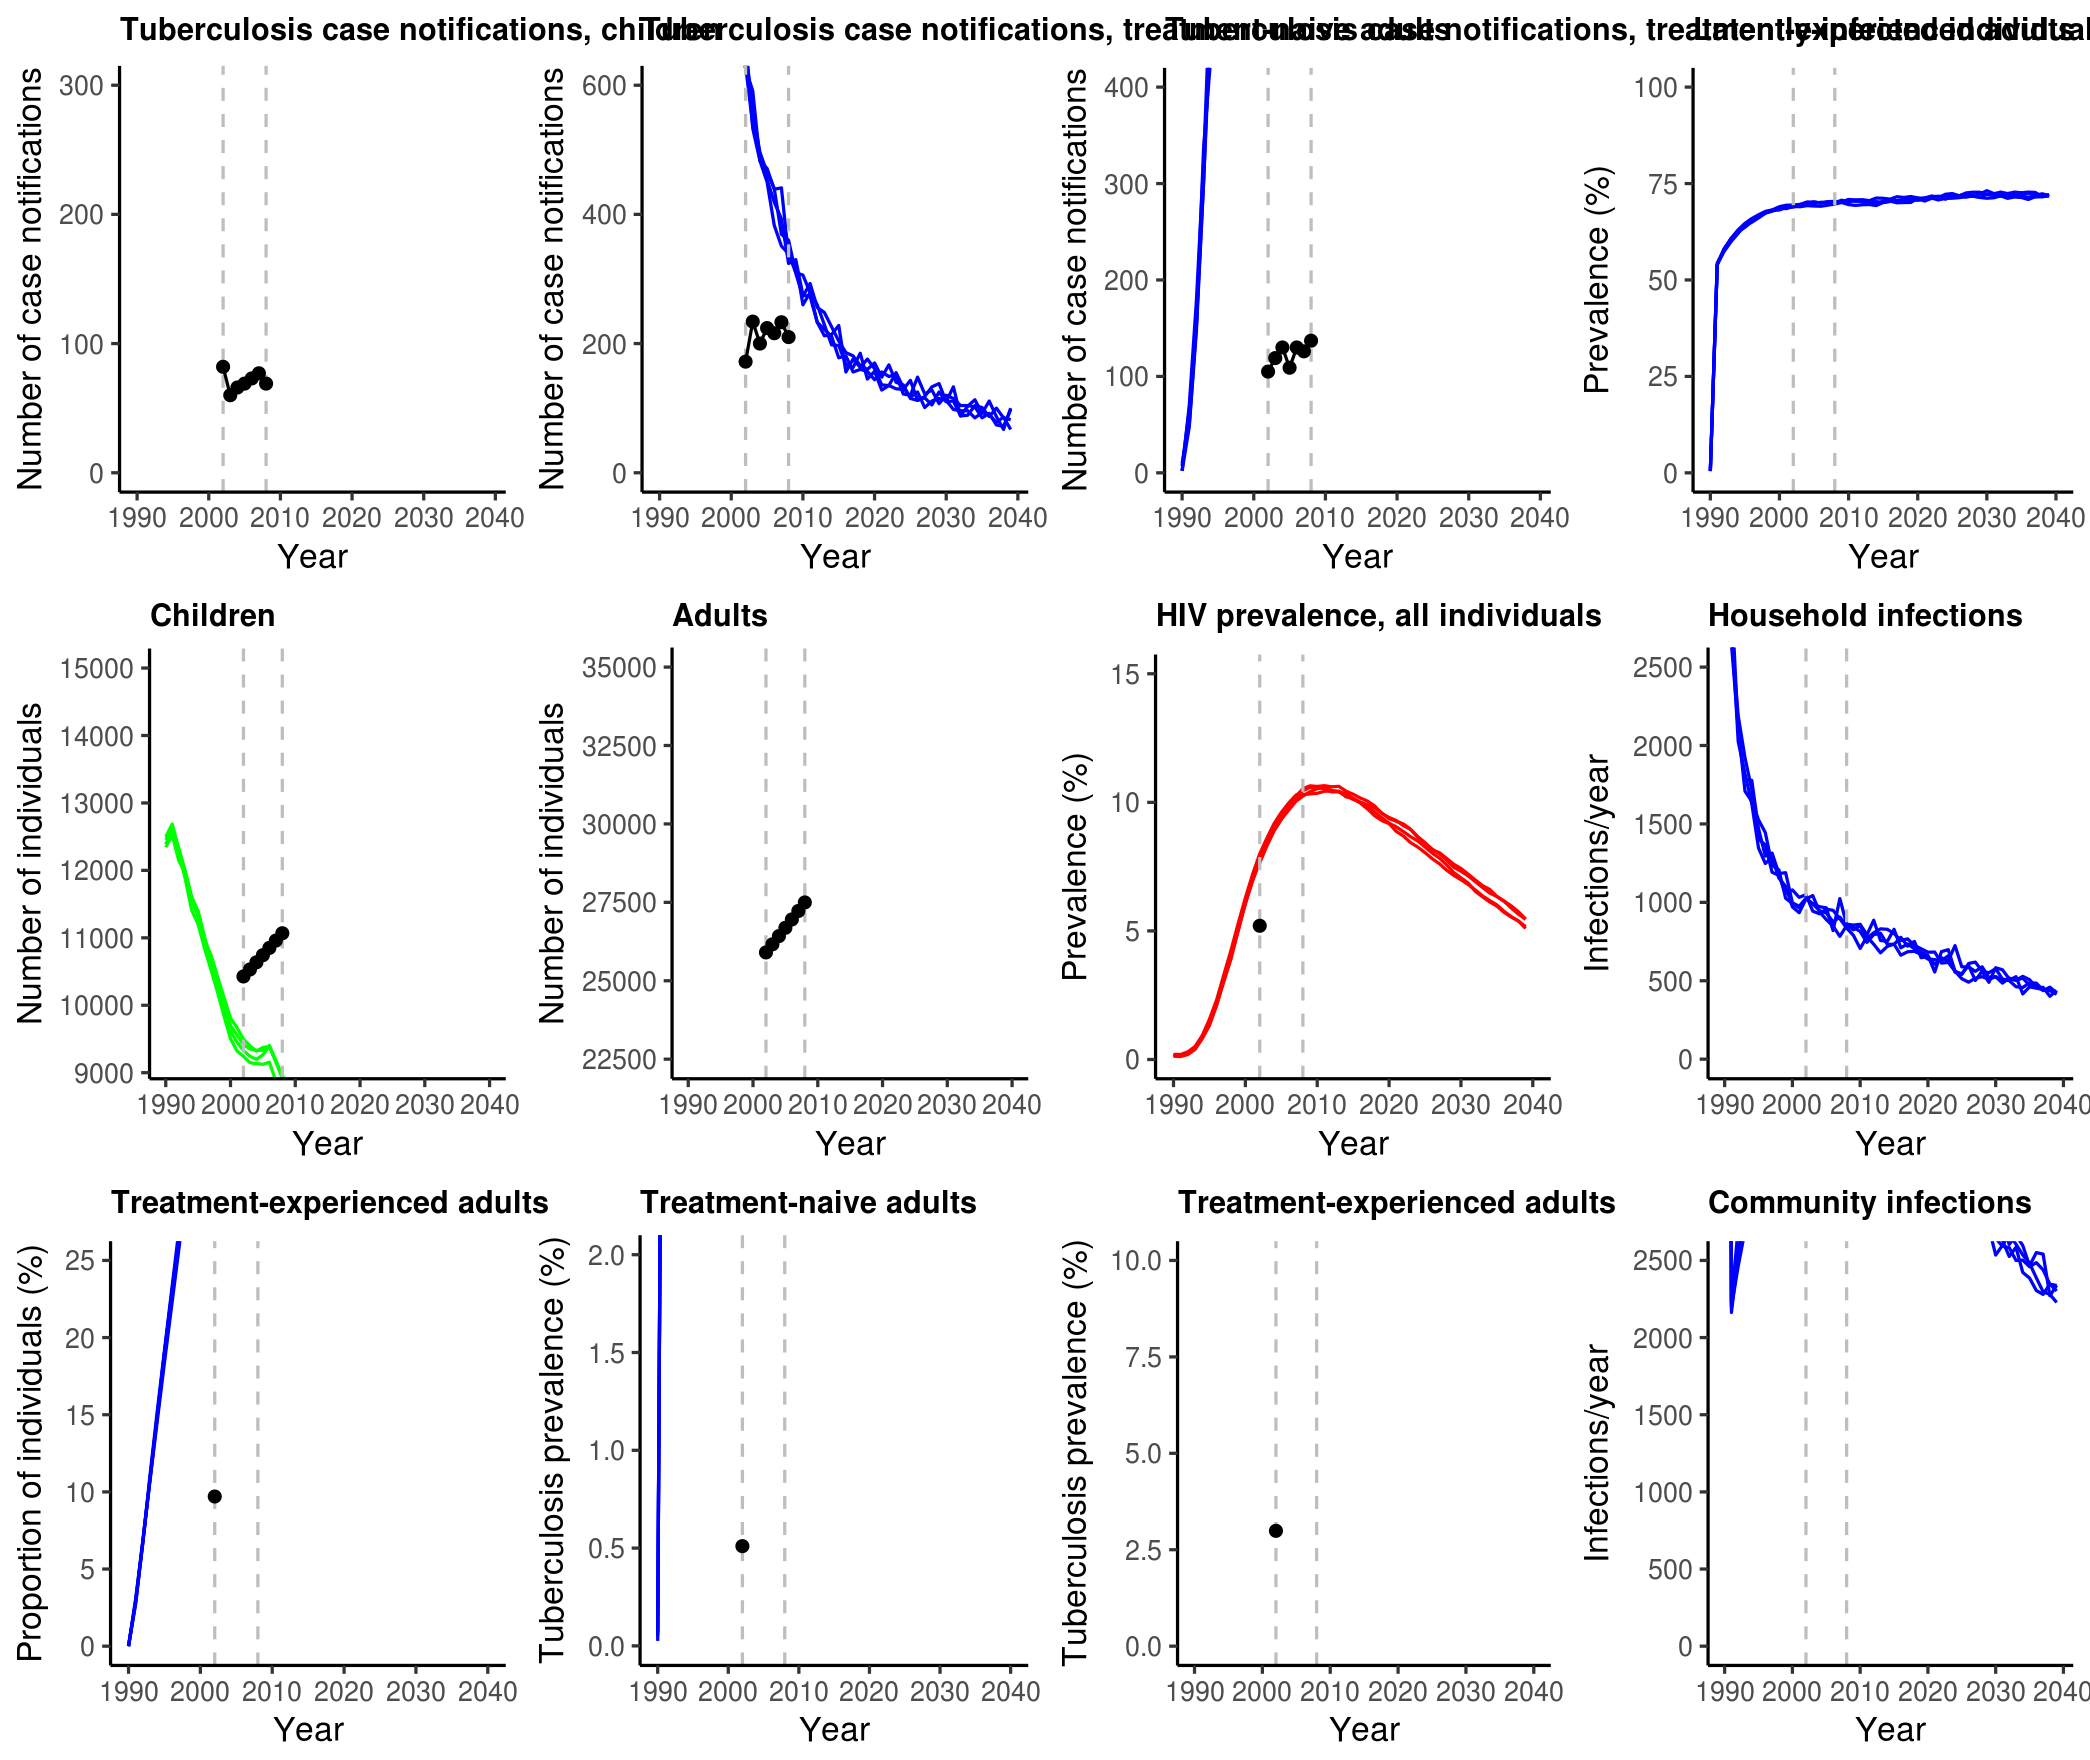 Tuberculosis case notifications, children
Tuberculosis case notifications, treatment-naive adults
Tuberculosis case notifications, treatment-experienced adults
Latently-infected individuals
Number of case notifications
300
200
100
0
1990 2000 2010 2020 2030 2040
Year
Number of case notifications
600
400
200
0
1990 2000 2010 2020 2030 2040
Year
Number of case notifications
400
300
200
100
0
1990 2000 2010 2020 2030 2040
Year
Prevalence (%)
100
75
50
25
0
1990 2000 2010 2020 2030 2040
Year
Children
Number of individuals
15000
14000
13000
12000
11000
10000
9000
1990 2000 2010 2020 2030 2040
Year
Adults
Number of individuals
35000
32500
30000
27500
25000
22500
1990 2000 2010 2020 2030 2040
Year
HIV prevalence, all individuals
Prevalence (%)
15
10
5
0
1990 2000 2010 2020 2030 2040
Year
Household infections
Infections/year
2500
2000
1500
1000
500
0
1990 2000 2010 2020 2030 2040
Year
Treatment-experienced adults
Proportion of individuals (%)
25
20
15
10
5
0
1990 2000 2010 2020 2030 2040
Year
Treatment-naive adults
Tuberculosis prevalence (%)
2.0
1.5
1.0
0.5
0.0
1990 2000 2010 2020 2030 2040
Year
Treatment-experienced adults
Tuberculosis prevalence (%)
10.0
7.5
5.0
2.5
0.0
1990 2000 2010 2020 2030 2040
Year
Community infections
Infections/year
2500
2000
1500
1000
500
0
1990 2000 2010 2020 2030 2040
Year